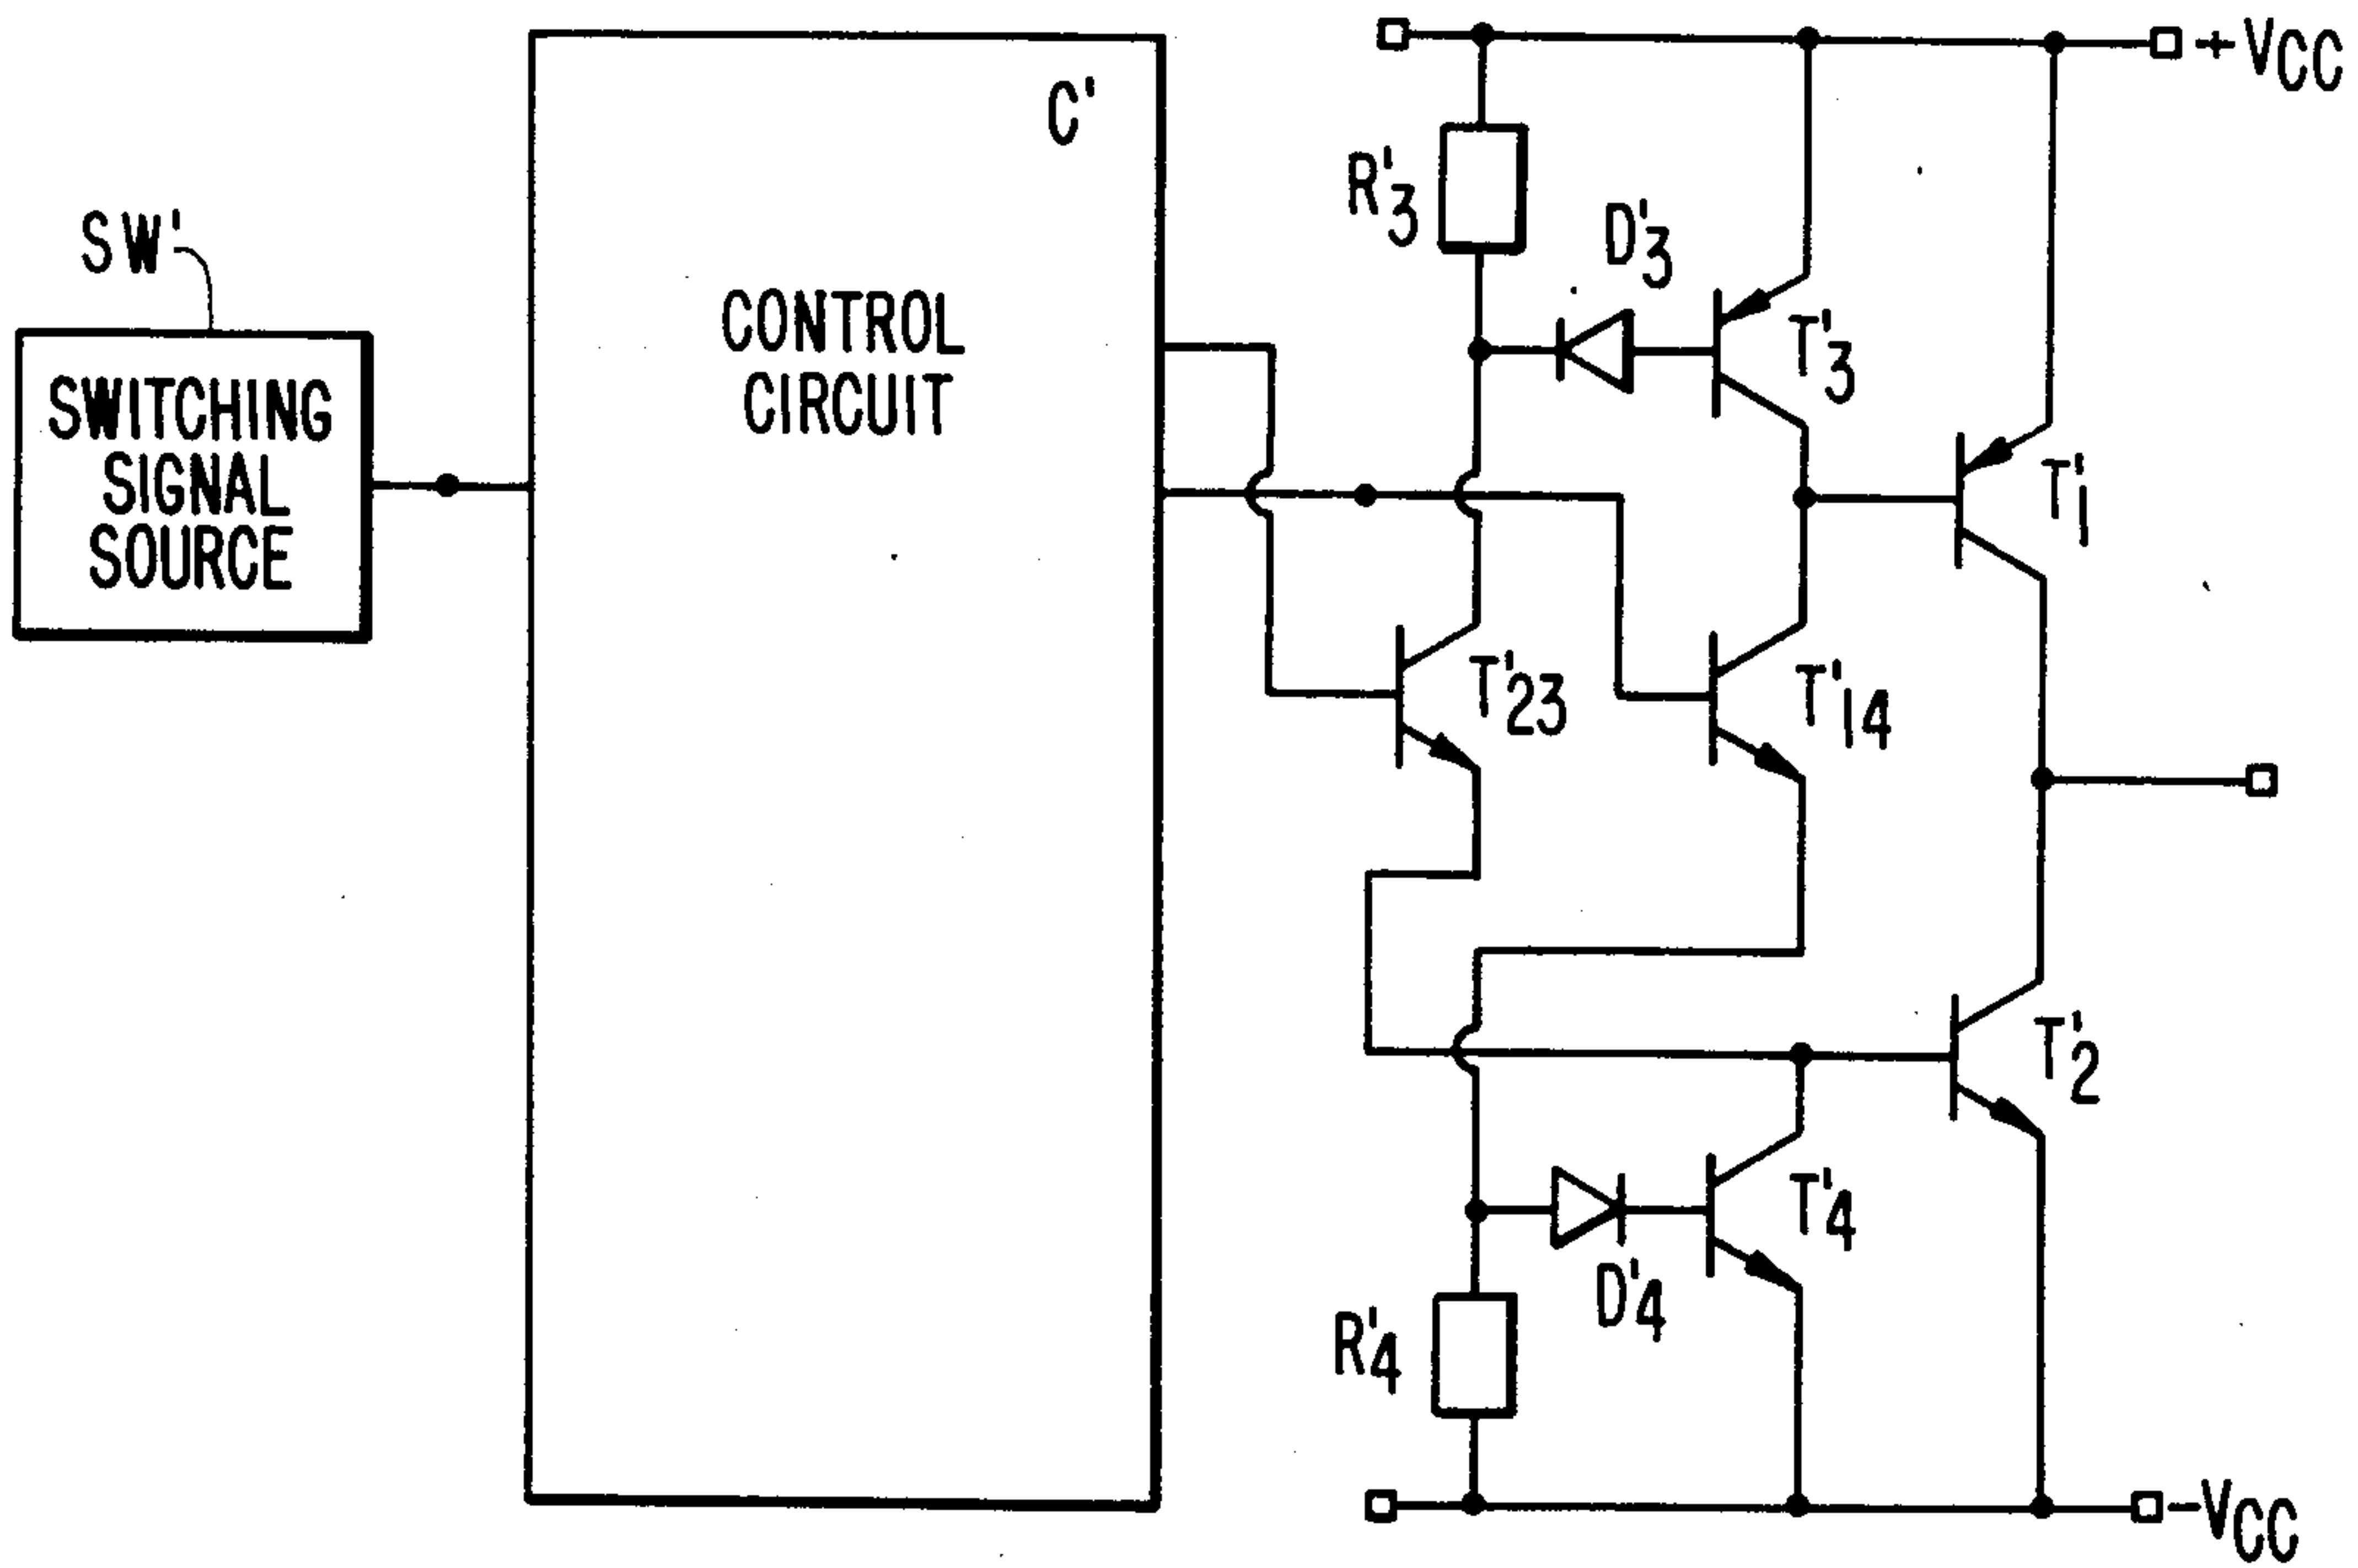 +VCC
C'
R'3
D'3
SW'
CONTROL
CIRCUIT
T'3
SWITCHING
SIGNAL
SOURCE
T'1
T'23
T'14
T'2
T'4
D'4
R'4
-VCC